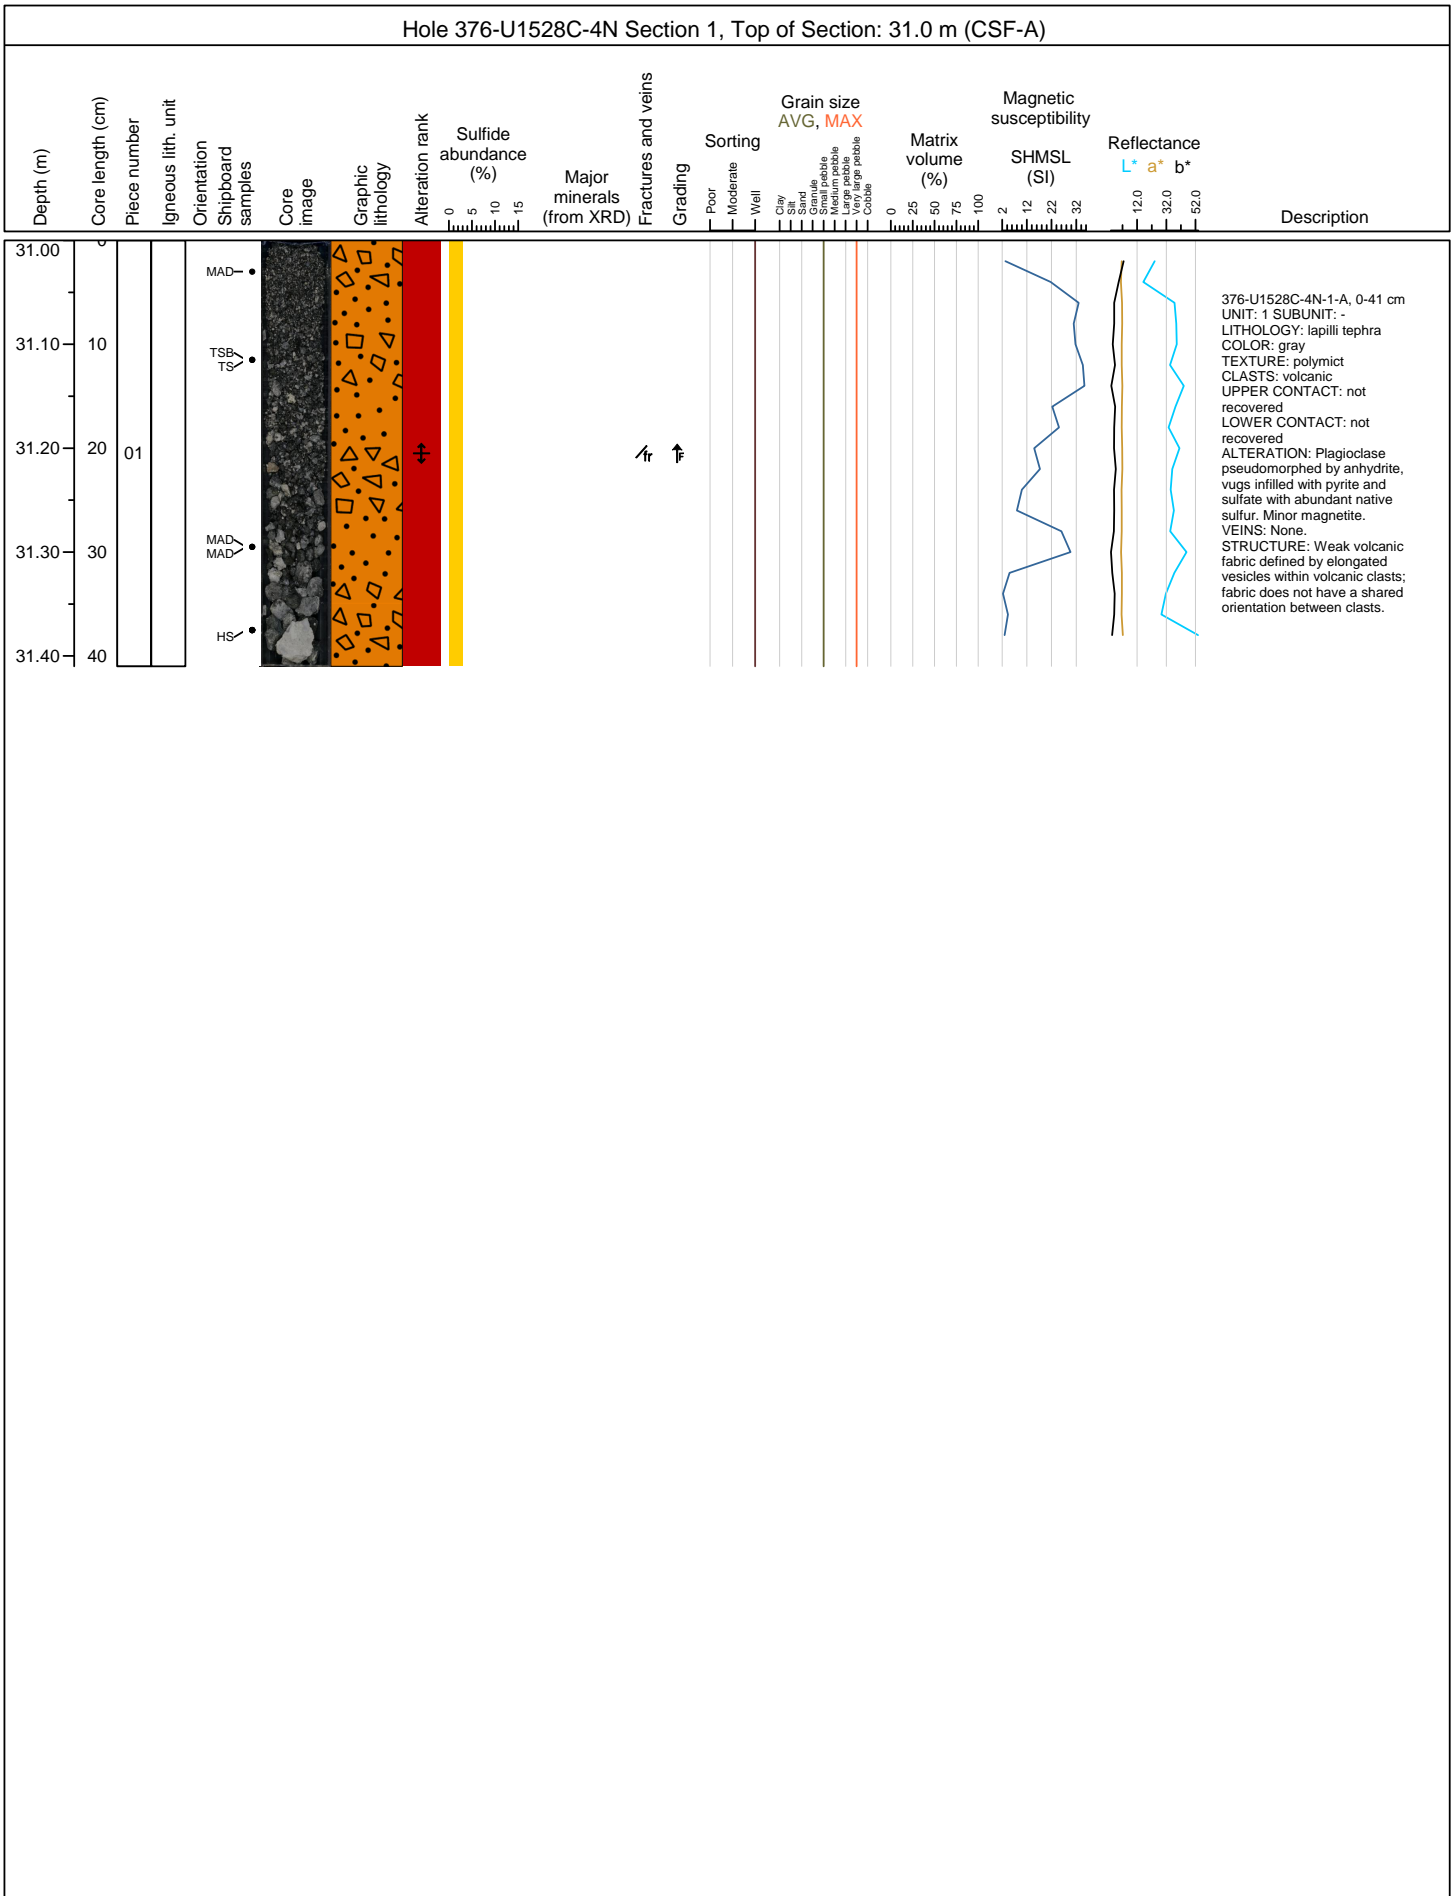 Hole 376-U1528C-4N Section 1, Top of Section: 31.0 m (CSF-A)
Depth (m)
Core length (cm)
Piece number
Igneous lith. unit
Orientation
Shipboard
samples
Core
image
Graphic
lithology
Alteration rank
Sulfide
abundance
(%)
0 5 10 15
Major
minerals
(from XRD)
Fractures and veins
Grading
Sorting
Poor
Moderate
Well
Grain size
AVG, MAX
Clay
Silt
Sand
Granule
Small pebble
Medium pebble
Large pebble
Very large pebble
Cobble
Matrix
volume
(%)
0 25 50 75 100
Magnetic
susceptibility
SHMSL
(SI)
2 12 22 32
Reflectance
L* a* b*
12.0 32.0 52.0
Description
31.00 0
MAD
31.10 10
TSB
TS
31.20 20
01
fr
F
MAD
31.30 30
MAD
HS
31.40 40
376-U1528C-4N-1-A, 0-41 cm
UNIT: 1 SUBUNIT: -
LITHOLOGY: lapilli tephra
COLOR: gray
TEXTURE: polymict
CLASTS: volcanic
UPPER CONTACT: not
recovered
LOWER CONTACT: not
recovered
ALTERATION: Plagioclase
pseudomorphed by anhydrite,
vugs infilled with pyrite and
sulfate with abundant native
sulfur. Minor magnetite.
VEINS: None.
STRUCTURE: Weak volcanic
fabric defined by elongated
vesicles within volcanic clasts;
fabric does not have a shared
orientation between clasts.